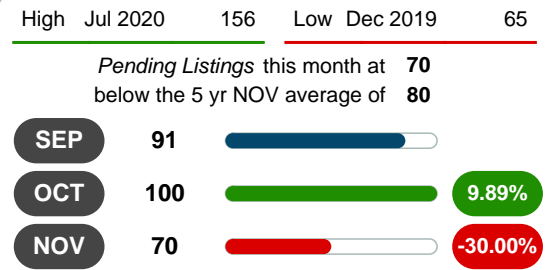 High Jul 2020 156 Low Dec 2019 65
Pending Listings this month at 70
below the 5 yr NOV average of 80
SEP 91
OCT 100 9.89%
NOV 70 -30.00%